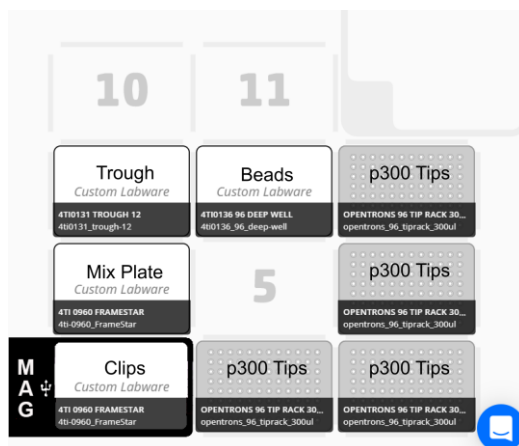 10
11
Trough
Custom Labware
4TI0131 TROUGH 12
4ti0131_trough-12
Beads
Custom Labware
4TI0136 96 DEEP WELL
4ti0136_96_deep-well
p300 Tips
OPENTRONS 96 TIP RACK 30...
opentrons_96_tiprack_300ul
Mix Plate
Custom Labware
4TI 0960 FRAMESTAR
4ti-0960_FrameStar
5
p300 Tips
OPENTRONS 96 TIP RACK 30...
opentrons_96_tiprack_300ul
MAG
Clips
Custom Labware
4TI 0960 FRAMESTAR
4ti-0960_FrameStar
p300 Tips
OPENTRONS 96 TIP RACK 30...
opentrons_96_tiprack_300ul
p300 Tips
OPENTRONS 96 TIP RACK 30...
opentrons_96_tiprack_300ul